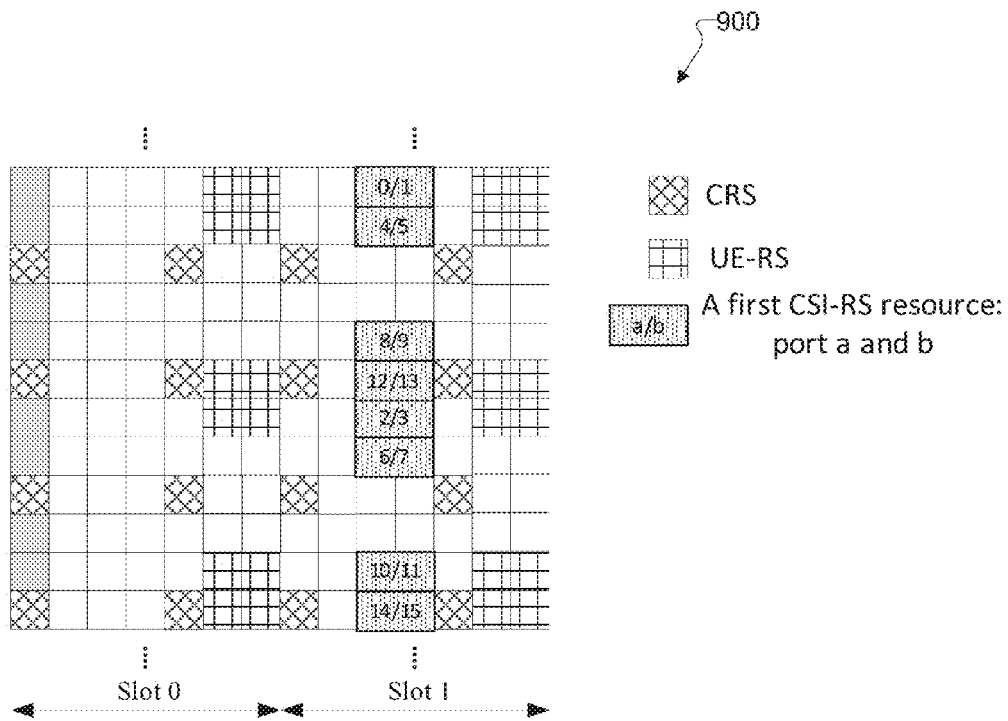 900
0/1
4/5
8/9
12/13
2/3
6/7
10/11
14/15
CRS
UE-RS
a/b
A first CSI-RS resource:
port a and b
Slot 0
Slot 1